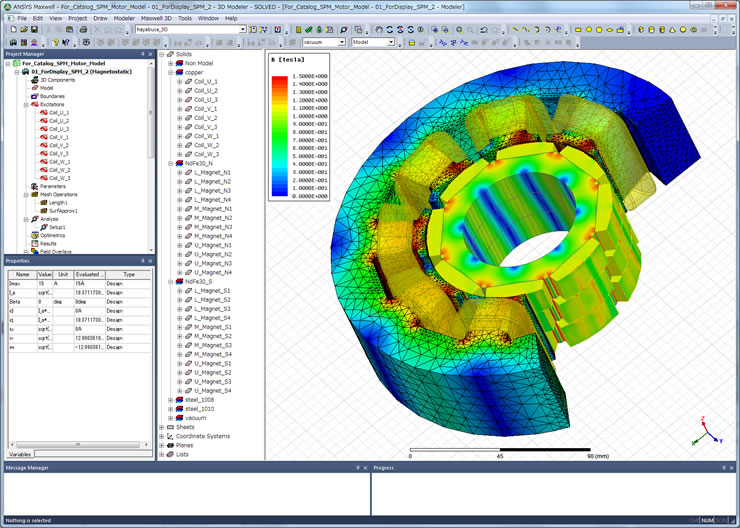 ANSYS Maxwell - For_Catalog_SPM_Motor_Model - 01_ForDisplay_SPM_2 - 3D Modeler - SOLVED - [For_Catalog_SPM_Motor_Model - 01_ForDisplay_SPM_2 - Modeler]
File Edit View Project Draw Modeler Maxwell 3D Tools Window Help
hayabusa_3D
vacuum Model
Project Manager
For_Catalog_SPM_Motor_Model
01_ForDisplay_SPM_2 (Magnetostatic)
3D Components
Model
Boundaries
Excitations
Coil_U_1
Coil_U_2
Coil_U_3
Coil_V_1
Coil_V_2
Coil_V_3
Coil_W_1
Coil_W_2
Coil_W_3
Parameters
Mesh Operations
Length1
SurfApprox1
Analysis
Setup1
Optimetrics
Results
Field Overlays
Properties
Name Value Unit Evaluated ... Type
Imax 15 A 15A Design
I_a sqrt(... 18.3711730... Design
Beta 0 deg 0deg Design
id I_a*... 0A Design
iq I_a*... 18.3711730... Design
iu sqrt(... 0A Design
iv sqrt(... 12.9903810... Design
iw sqrt(... -12.990381... Design
Variables
Solids
Non Model
copper
Coil_U_1
Coil_U_2
Coil_U_3
Coil_V_1
Coil_V_2
Coil_V_3
Coil_W_1
Coil_W_2
Coil_W_3
NdFe30_N
L_Magnet_N1
L_Magnet_N2
L_Magnet_N3
L_Magnet_N4
M_Magnet_N1
M_Magnet_N2
M_Magnet_N3
M_Magnet_N4
U_Magnet_N1
U_Magnet_N2
U_Magnet_N3
U_Magnet_N4
NdFe30_S
L_Magnet_S1
L_Magnet_S2
L_Magnet_S3
L_Magnet_S4
M_Magnet_S1
M_Magnet_S2
M_Magnet_S3
M_Magnet_S4
U_Magnet_S1
U_Magnet_S2
U_Magnet_S3
U_Magnet_S4
steel_1008
steel_1010
vacuum
Sheets
Coordinate Systems
Planes
Lists
B [tesla]
1.5000E+000
1.4000E+000
1.3000E+000
1.2000E+000
1.1000E+000
1.0000E+000
9.0000E-001
8.0000E-001
7.0000E-001
6.0000E-001
5.0000E-001
4.0000E-001
3.0000E-001
2.0000E-001
1.0000E-001
0.0000E+000
0 45 90 (mm)
Z
X
Y
Message Manager
Progress
Nothing is selected
NUM